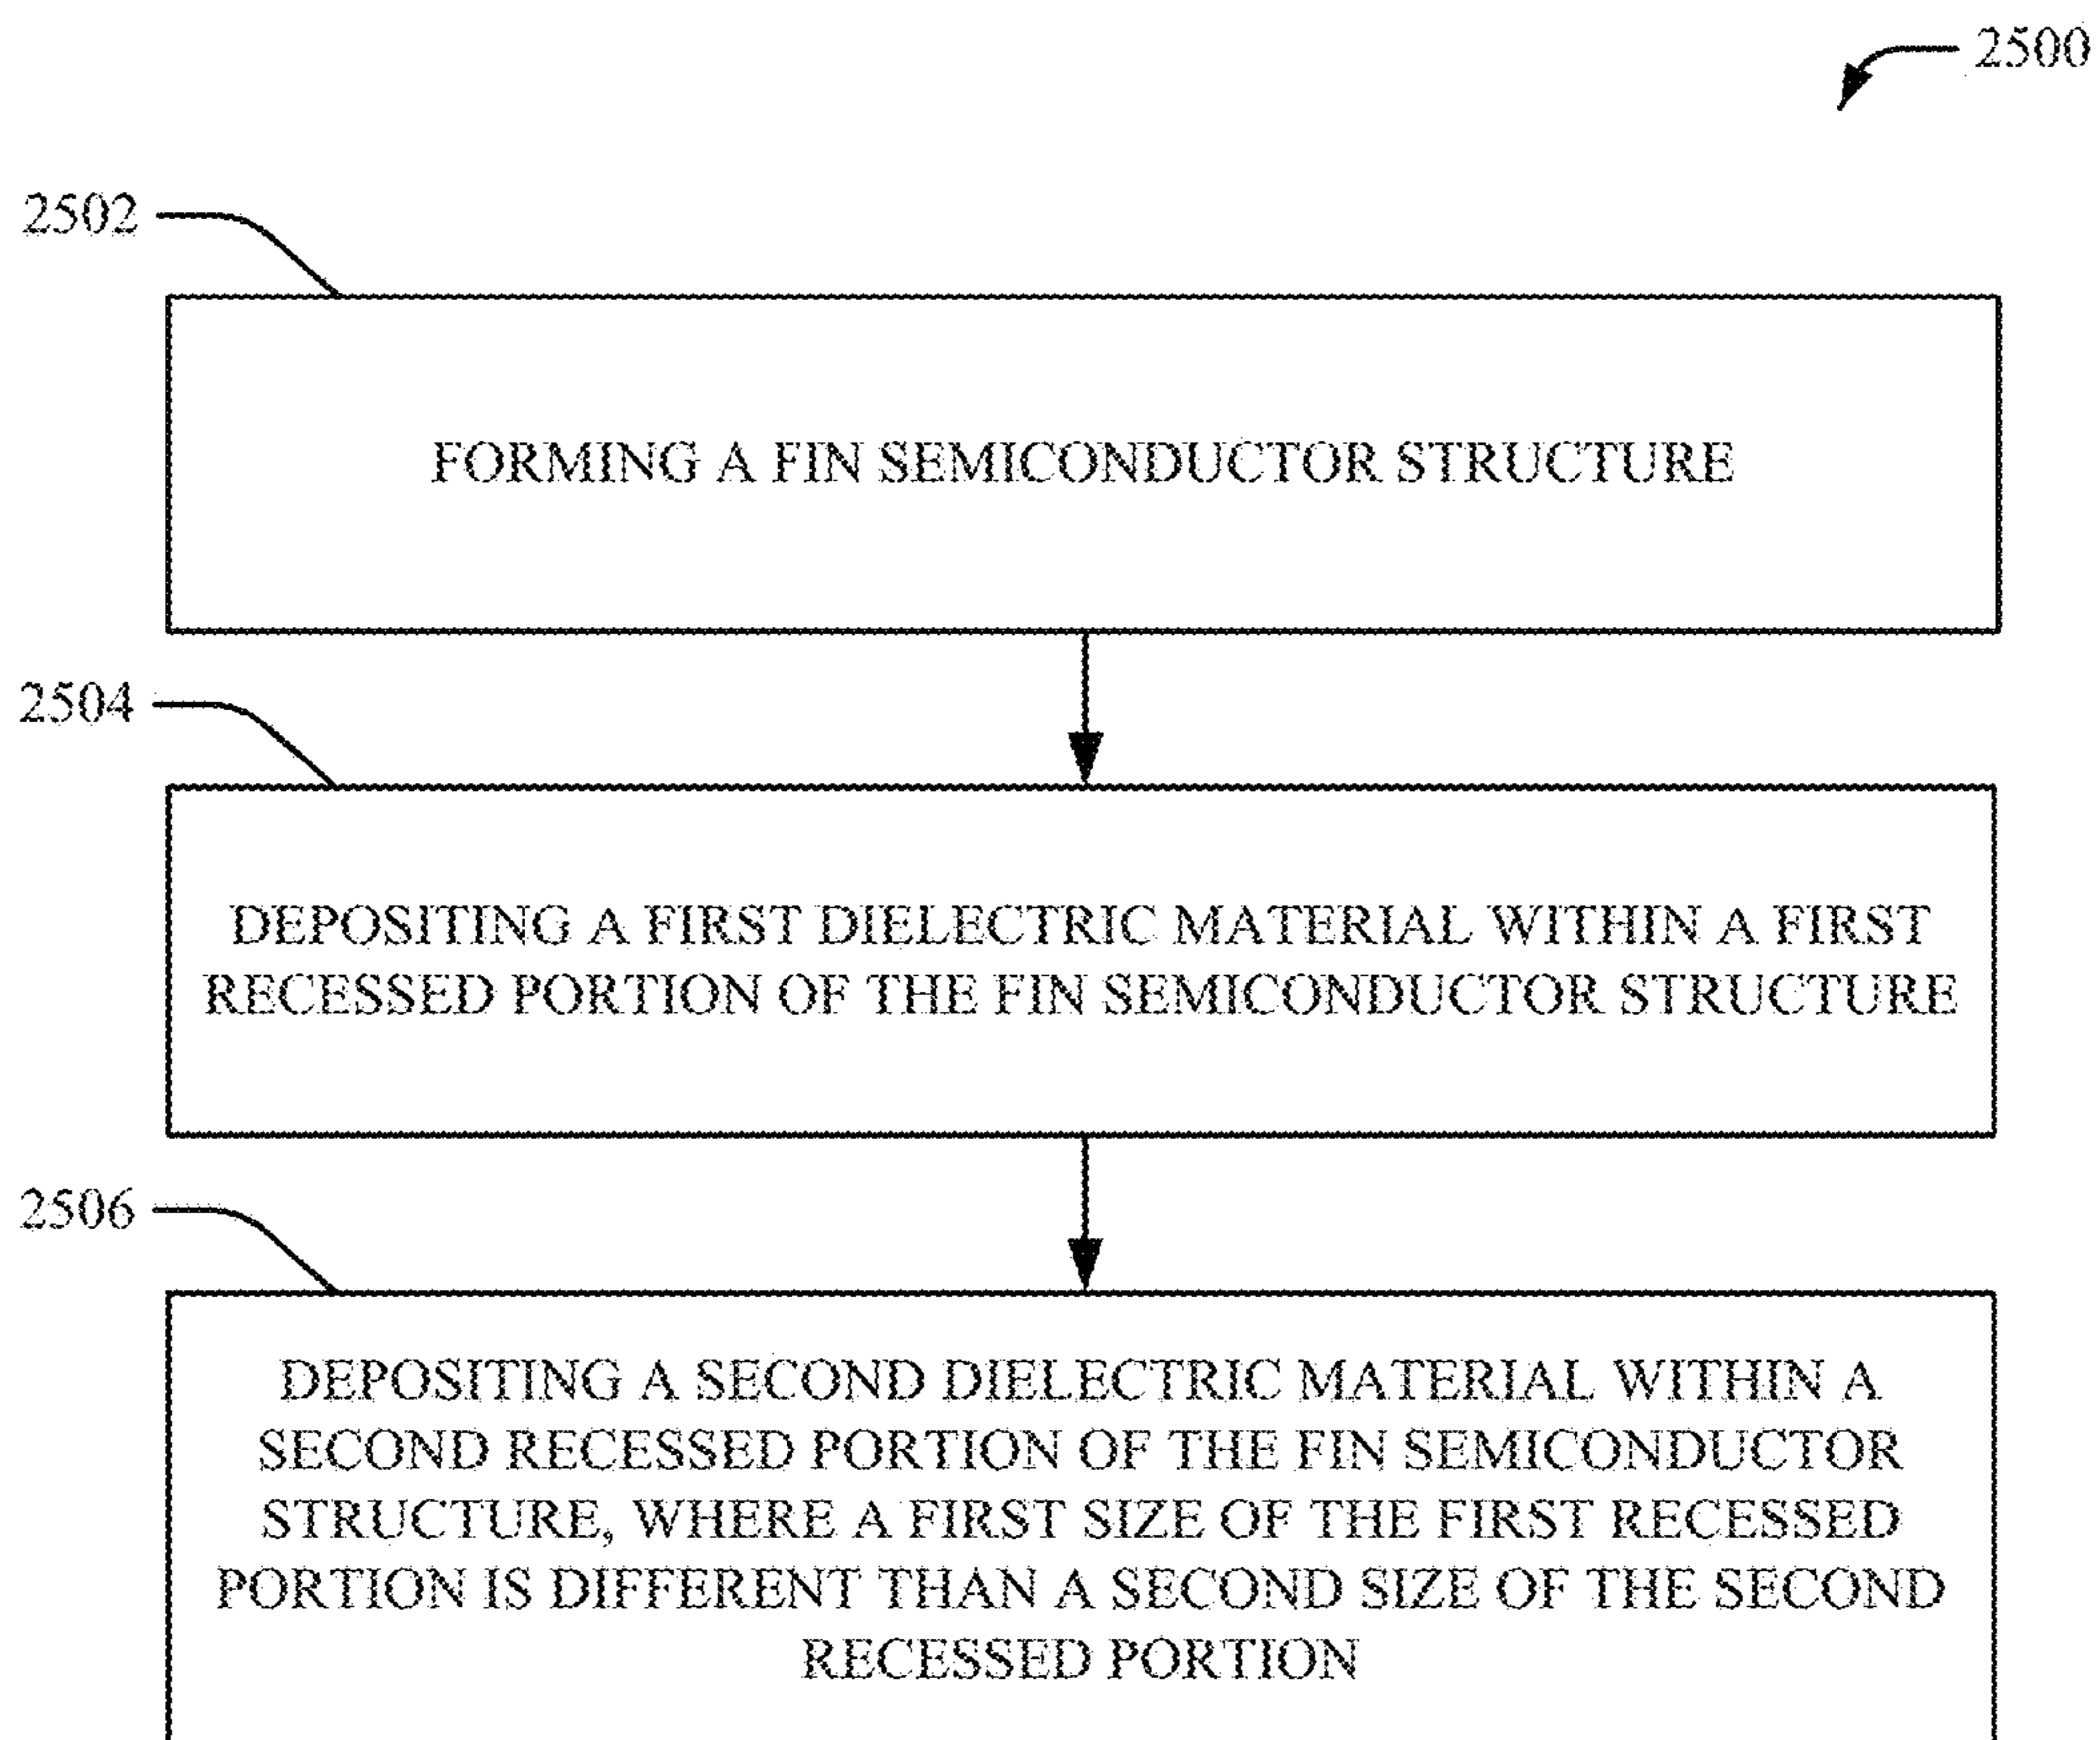 2500
2502
FORMING A FIN SEMICONDUCTOR STRUCTURE
2504
DEPOSITING A FIRST DIELECTRIC MATERIAL WITHIN A FIRST
RECESSED PORTION OF THE FIN SEMICONDUCTOR STRUCTURE
2506
DEPOSITING A SECOND DIELECTRIC MATERIAL WITHIN A
SECOND RECESSED PORTION OF THE FIN SEMICONDUCTOR
STRUCTURE, WHERE A FIRST SIZE OF THE FIRST RECESSED
PORTION IS DIFFERENT THAN A SECOND SIZE OF THE SECOND
RECESSED PORTION